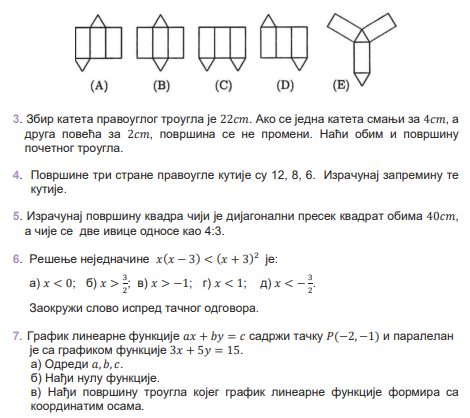 (A) (B) (C) (D) (E)
3. Збир катета правоуглог троугла је 22cm. Ако се једна катета смањи за 4cm, а
друга повећа за 2cm, површина се не промени. Наћи обим и површину
почетног троугла.
4. Површине три стране правоугле кутије су 12, 8, 6. Израчунај запремину те
кутије.
5. Израчунај површину квадра чији је дијагонални пресек квадрат обима 40cm,
а чије се две ивице односе као 4:3.
6. Решење неједначине x(x − 3) < (x + 3)² је:
а) x < 0; б) x > 3/2; в) x > −1; г) x < 1; д) x < −3/2.
Заокружи слово испред тачног одговора.
7. График линеарне функције ax + by = c садржи тачку P(−2, −1) и паралелан
је са графиком функције 3x + 5y = 15.
а) Одреди a, b, c.
б) Нађи нулу функције.
в) Нађи површину троугла којег график линеарне функције формира са
координатим осама.